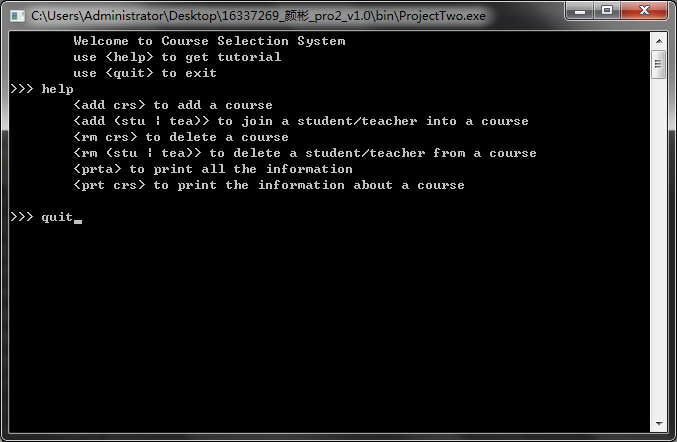 C:\Users\Administrator\Desktop\16337269_颜彬_pro2_v1.0\bin\ProjectTwo.exe
Welcome to Course Selection System
use <help> to get tutorial
use <quit> to exit
>>> help
<add crs> to add a course
<add (stu ¦ tea)> to join a student/teacher into a course
<rm crs> to delete a course
<rm (stu ¦ tea)> to delete a student/teacher from a course
<prta> to print all the information
<prt crs> to print the information about a course
>>> quit